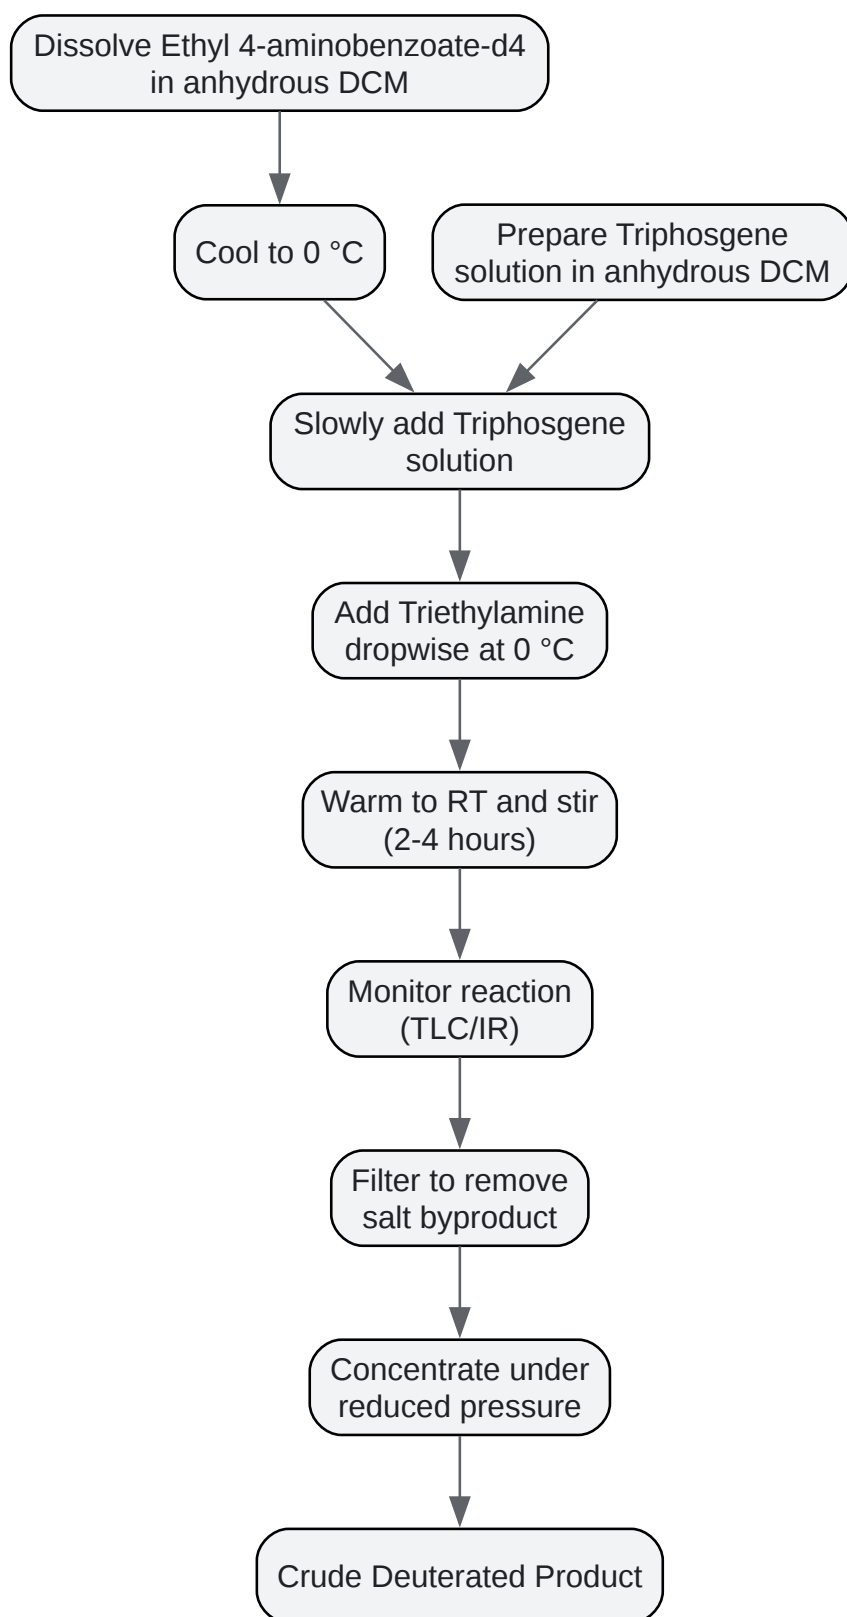 Dissolve Ethyl 4-aminobenzoate-d4
in anhydrous DCM
Cool to 0 °C
Prepare Triphosgene
solution in anhydrous DCM
Slowly add Triphosgene
solution
Add Triethylamine
dropwise at 0 °C
Warm to RT and stir
(2-4 hours)
Monitor reaction
(TLC/IR)
Filter to remove
salt byproduct
Concentrate under
reduced pressure
Crude Deuterated Product